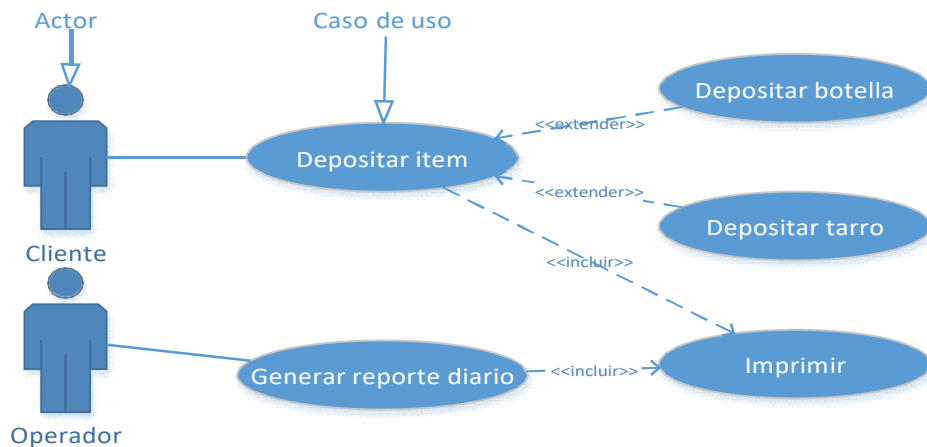 Actor
Caso de uso
Depositar botella
<<extender>>
Depositar item
<<extender>>
Depositar tarro
Cliente
<<incluir>>
Imprimir
Generar reporte diario
<<incluir>>
Operador